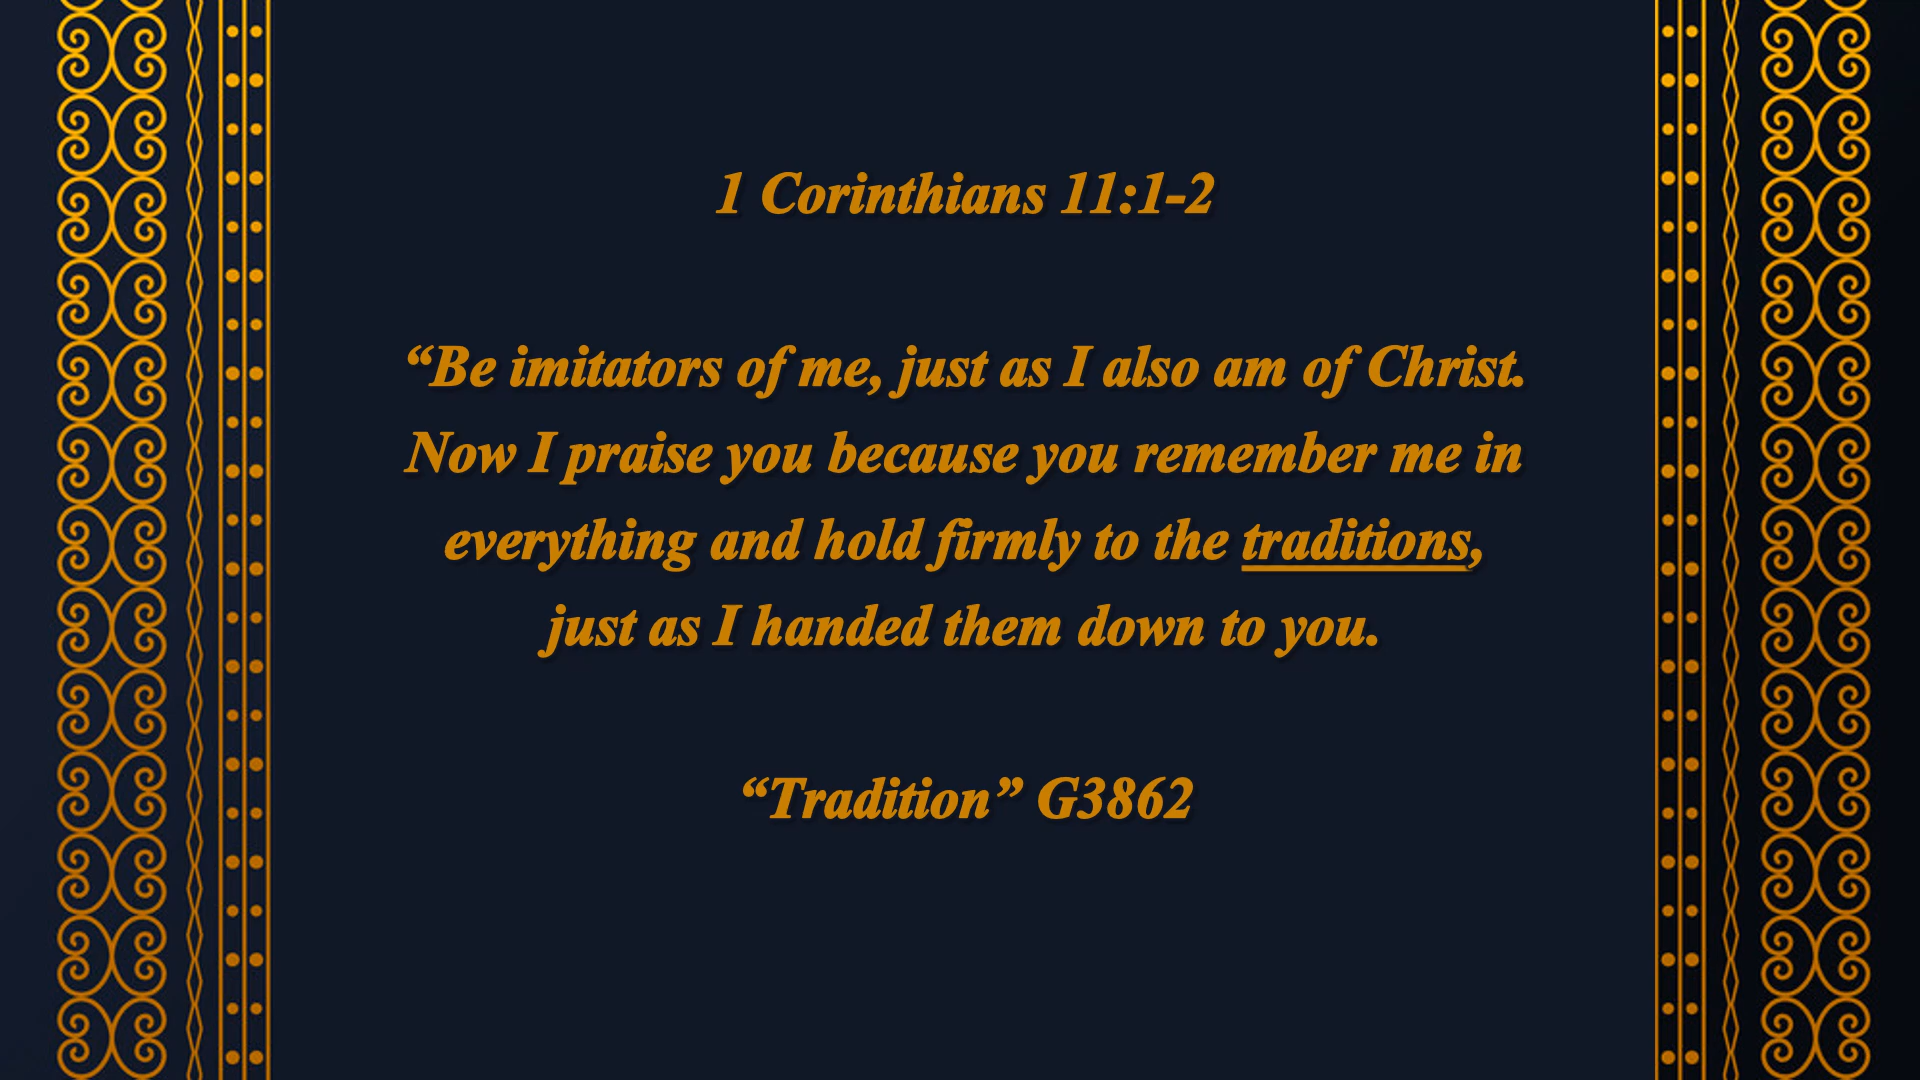 1 Corinthians 11:1-2
“Be imitators of me, just as I also am of Christ.
Now I praise you because you remember me in
everything and hold firmly to the traditions,
just as I handed them down to you.
“Tradition” G3862